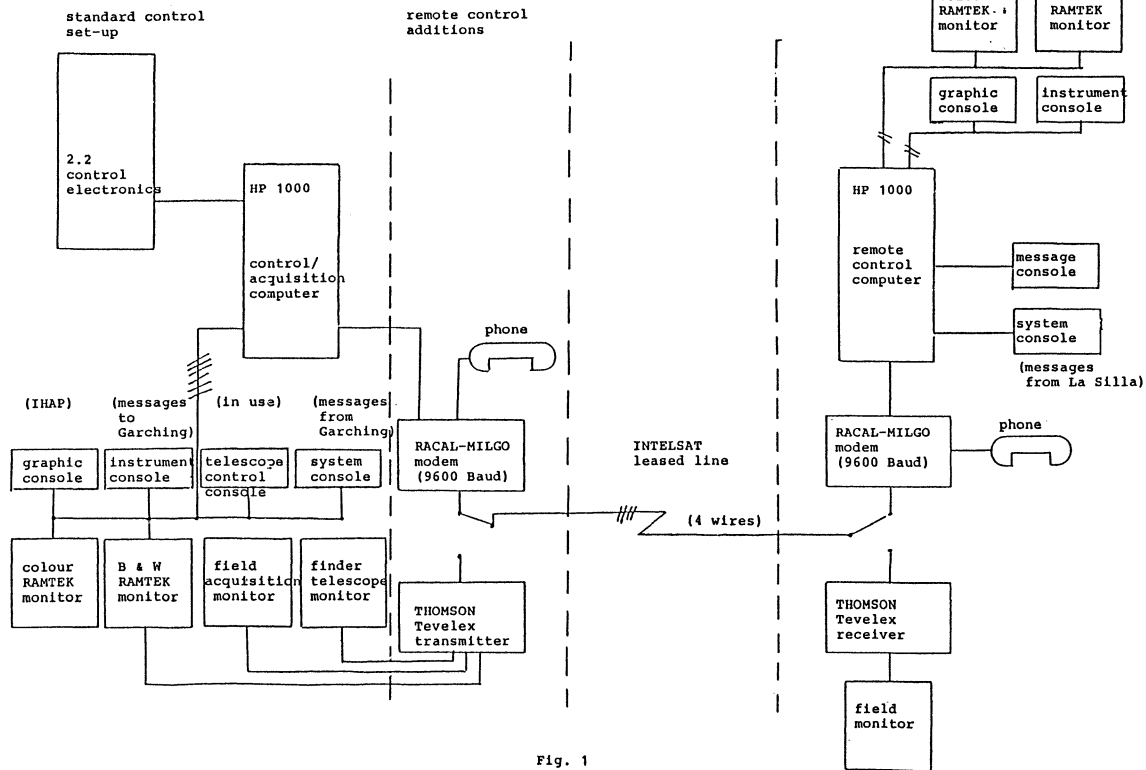 standard control
set-up
remote control
additions
RAMTEK
monitor
RAMTEK
monitor
graphic
console
instrument
console
2.2
control
electronics
HP 1000
control/
acquisition
computer
HP 1000
remote
control
computer
message
console
system
console
(messages
from La Silla)
phone
(IHAP)
(messages
to
Garching)
(in use)
(messages
from
Garching)
graphic
console
instrument
console
telescope
control
console
system
console
RACAL-MILGO
modem
(9600 Baud)
INTELSAT
leased line
(4 wires)
RACAL-MILGO
modem
(9600 Baud)
phone
colour
RAMTEK
monitor
B & W
RAMTEK
monitor
field
acquisition
monitor
finder
telescope
monitor
THOMSON
Tevelex
transmitter
THOMSON
Tevelex
receiver
field
monitor
Fig. 1